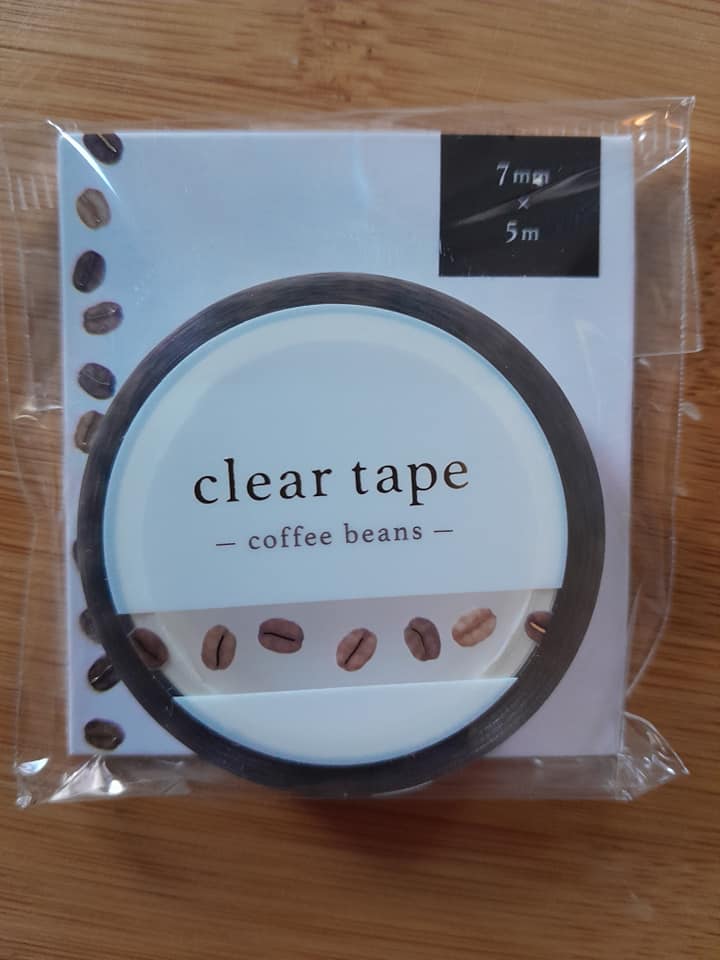 7mm
×
5m
clear tape
— coffee beans —